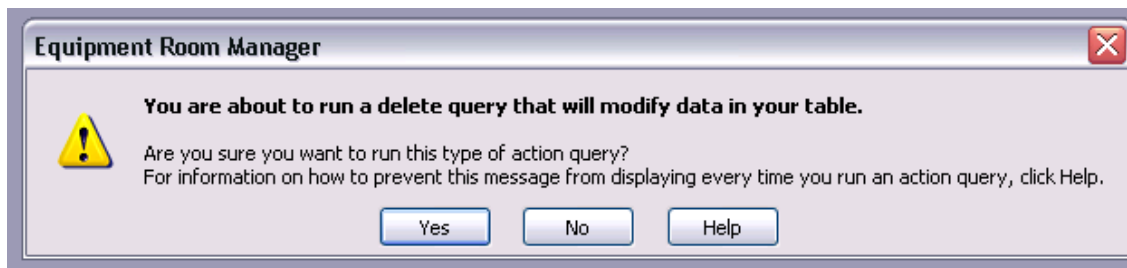 Equipment Room Manager
You are about to run a delete query that will modify data in your table.
Are you sure you want to run this type of action query?
For information on how to prevent this message from displaying every time you run an action query, click Help.
Yes No Help